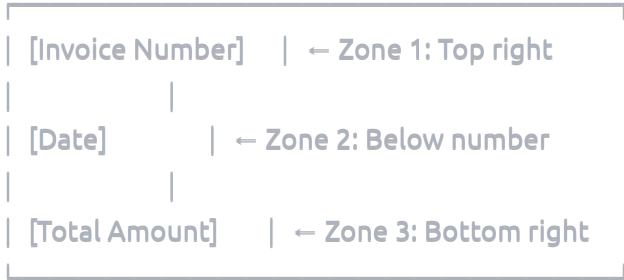 | [Invoice Number] | ← Zone 1: Top right
| |
| [Date] | ← Zone 2: Below number
| |
| [Total Amount] | ← Zone 3: Bottom right